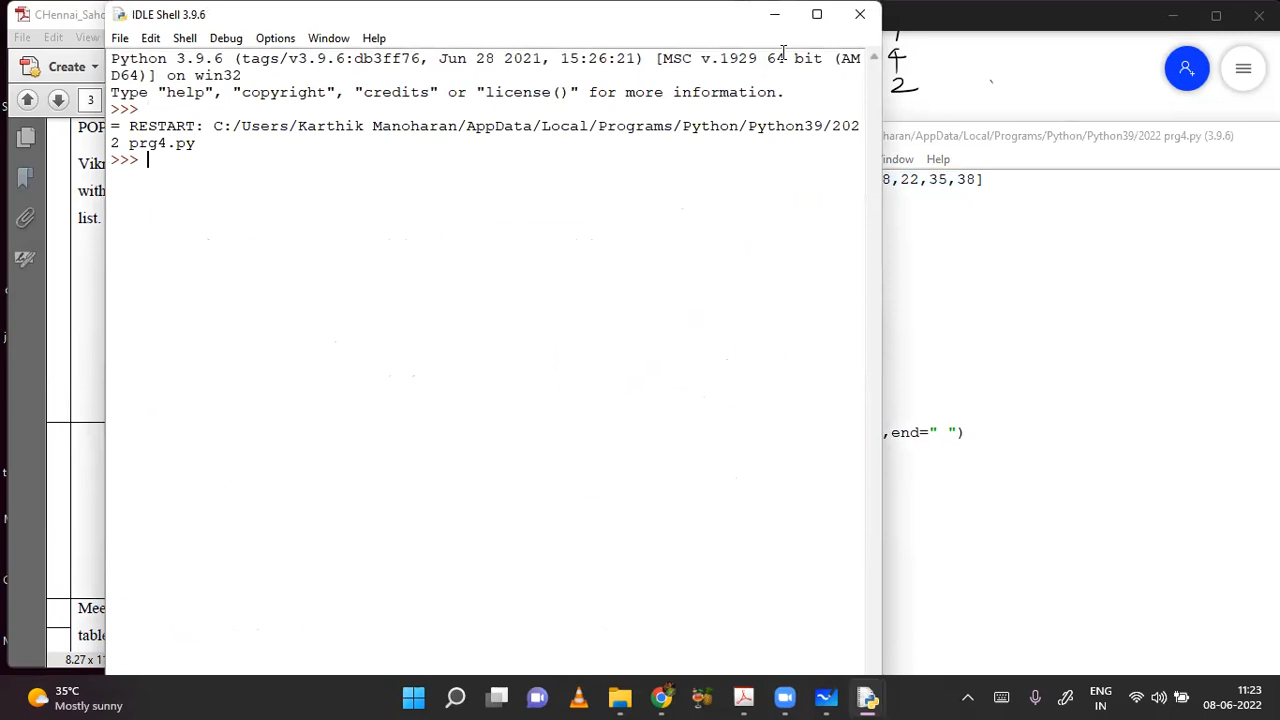 CHennai_Saho
IDLE Shell 3.9.6
File Edit View
File Edit Shell Debug Options Window Help
Create
3
Python 3.9.6 (tags/v3.9.6:db3ff76, Jun 28 2021, 15:26:21) [MSC v.1929 64 bit (AM
D64)] on win32
Type "help", "copyright", "credits" or "license()" for more information.
>>>
= RESTART: C:/Users/Karthik Manoharan/AppData/Local/Programs/Python/Python39/202
2 prg4.py
>>>
4
2
haran/AppData/Local/Programs/Python/Python39/2022 prg4.py (3.9.6)
indow Help
8,22,35,38]
,end=" ")
POP
Vikr
with
list.
Mee
table
8.27 x 1
35°C
Mostly sunny
ENG
IN
11:23
08-06-2022